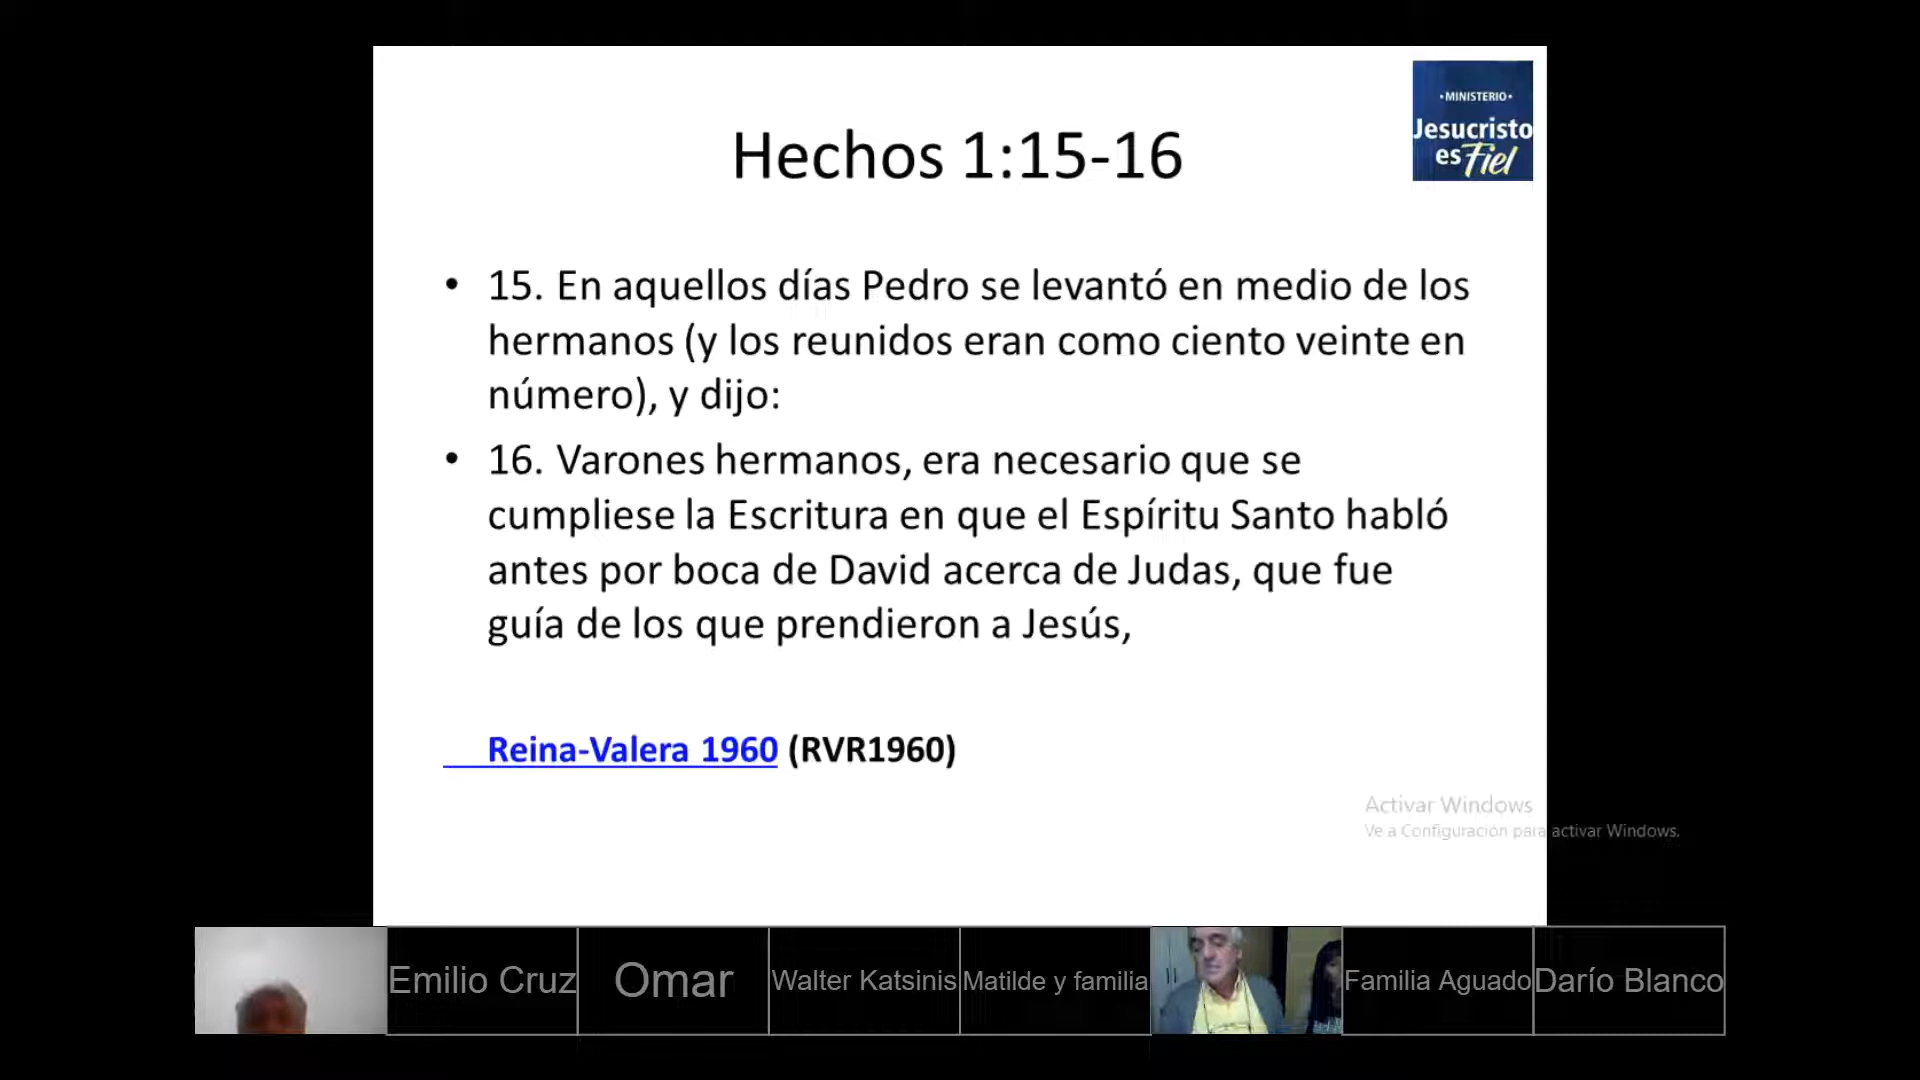 •MINISTERIO•
Jesucristo
es Fiel
Hechos 1:15-16
• 15. En aquellos días Pedro se levantó en medio de los
hermanos (y los reunidos eran como ciento veinte en
número), y dijo:
• 16. Varones hermanos, era necesario que se
cumpliese la Escritura en que el Espíritu Santo habló
antes por boca de David acerca de Judas, que fue
guía de los que prendieron a Jesús,
Reina-Valera 1960 (RVR1960)
Activar Windows
Ve a Configuración para activar Windows.
Emilio Cruz
Omar
Walter Katsinis
Matilde y familia
Familia Aguado
Darío Blanco